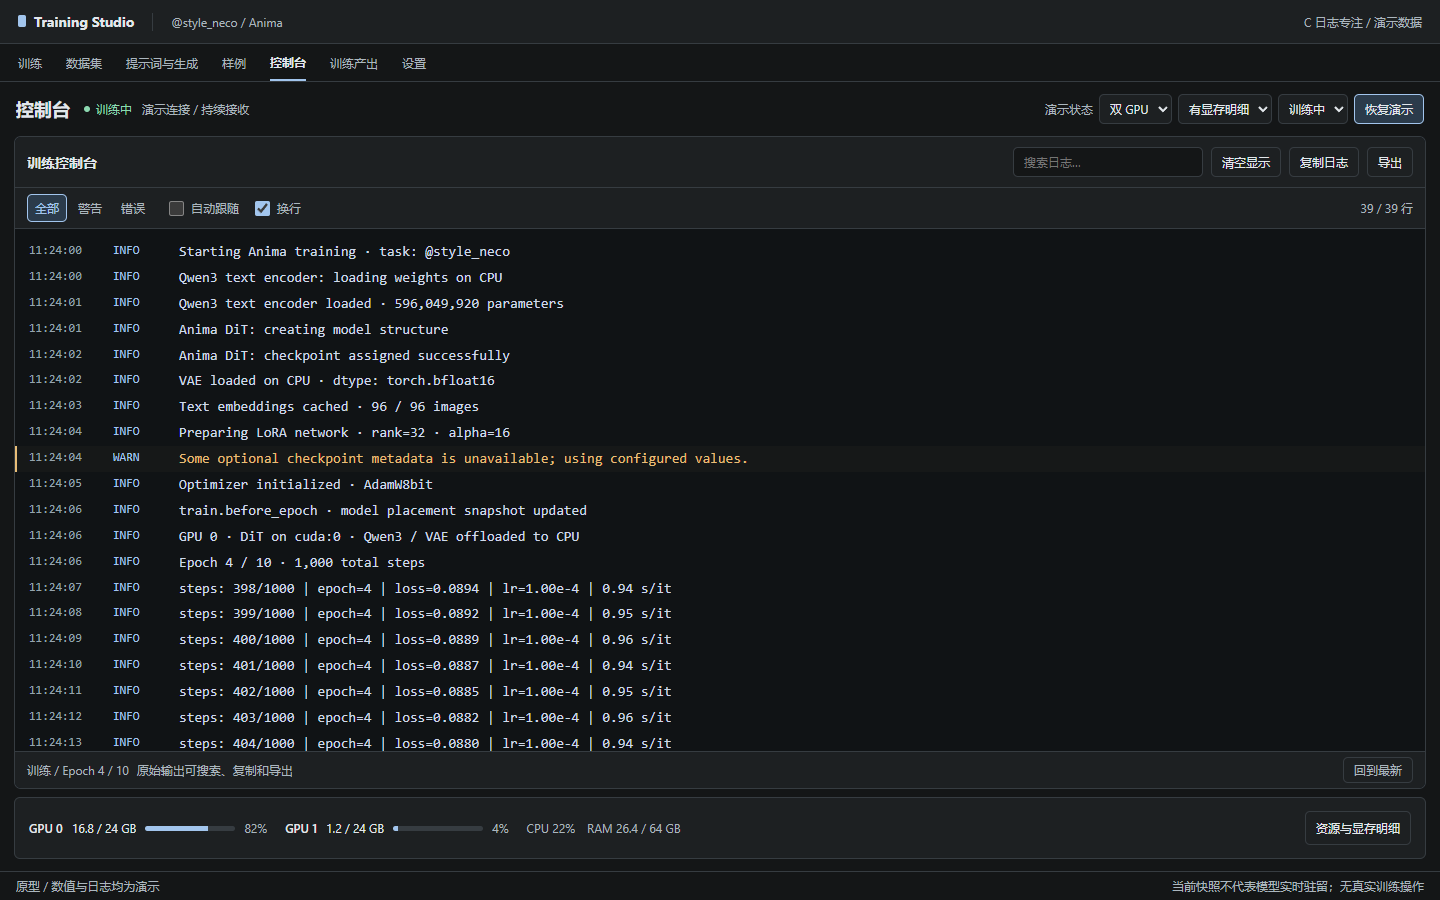 Training Studio @style_neco / Anima C 日志专注 / 演示数据
训练 数据集 提示词与生成 样例 控制台 训练产出 设置
控制台 训练中 演示连接 / 持续接收 演示状态 双 GPU 有显存明细 训练中 恢复演示
训练控制台 搜索日志... 清空显示 复制日志 导出
全部 警告 错误 自动跟随 换行 39 / 39 行
11:24:00 INFO Starting Anima training · task: @style_neco
11:24:00 INFO Qwen3 text encoder: loading weights on CPU
11:24:01 INFO Qwen3 text encoder loaded · 596,049,920 parameters
11:24:01 INFO Anima DiT: creating model structure
11:24:02 INFO Anima DiT: checkpoint assigned successfully
11:24:02 INFO VAE loaded on CPU · dtype: torch.bfloat16
11:24:03 INFO Text embeddings cached · 96 / 96 images
11:24:04 INFO Preparing LoRA network · rank=32 · alpha=16
11:24:04 WARN Some optional checkpoint metadata is unavailable; using configured values.
11:24:05 INFO Optimizer initialized · AdamW8bit
11:24:06 INFO train.before_epoch · model placement snapshot updated
11:24:06 INFO GPU 0 · DiT on cuda:0 · Qwen3 / VAE offloaded to CPU
11:24:06 INFO Epoch 4 / 10 · 1,000 total steps
11:24:07 INFO steps: 398/1000 | epoch=4 | loss=0.0894 | lr=1.00e-4 | 0.94 s/it
11:24:08 INFO steps: 399/1000 | epoch=4 | loss=0.0892 | lr=1.00e-4 | 0.95 s/it
11:24:09 INFO steps: 400/1000 | epoch=4 | loss=0.0889 | lr=1.00e-4 | 0.96 s/it
11:24:10 INFO steps: 401/1000 | epoch=4 | loss=0.0887 | lr=1.00e-4 | 0.94 s/it
11:24:11 INFO steps: 402/1000 | epoch=4 | loss=0.0885 | lr=1.00e-4 | 0.95 s/it
11:24:12 INFO steps: 403/1000 | epoch=4 | loss=0.0882 | lr=1.00e-4 | 0.96 s/it
11:24:13 INFO steps: 404/1000 | epoch=4 | loss=0.0880 | lr=1.00e-4 | 0.94 s/it
训练 / Epoch 4 / 10 原始输出可搜索、复制和导出 回到最新
GPU 0 16.8 / 24 GB 82% GPU 1 1.2 / 24 GB 4% CPU 22% RAM 26.4 / 64 GB 资源与显存明细
原型 / 数值与日志均为演示 当前快照不代表模型实时驻留；无真实训练操作